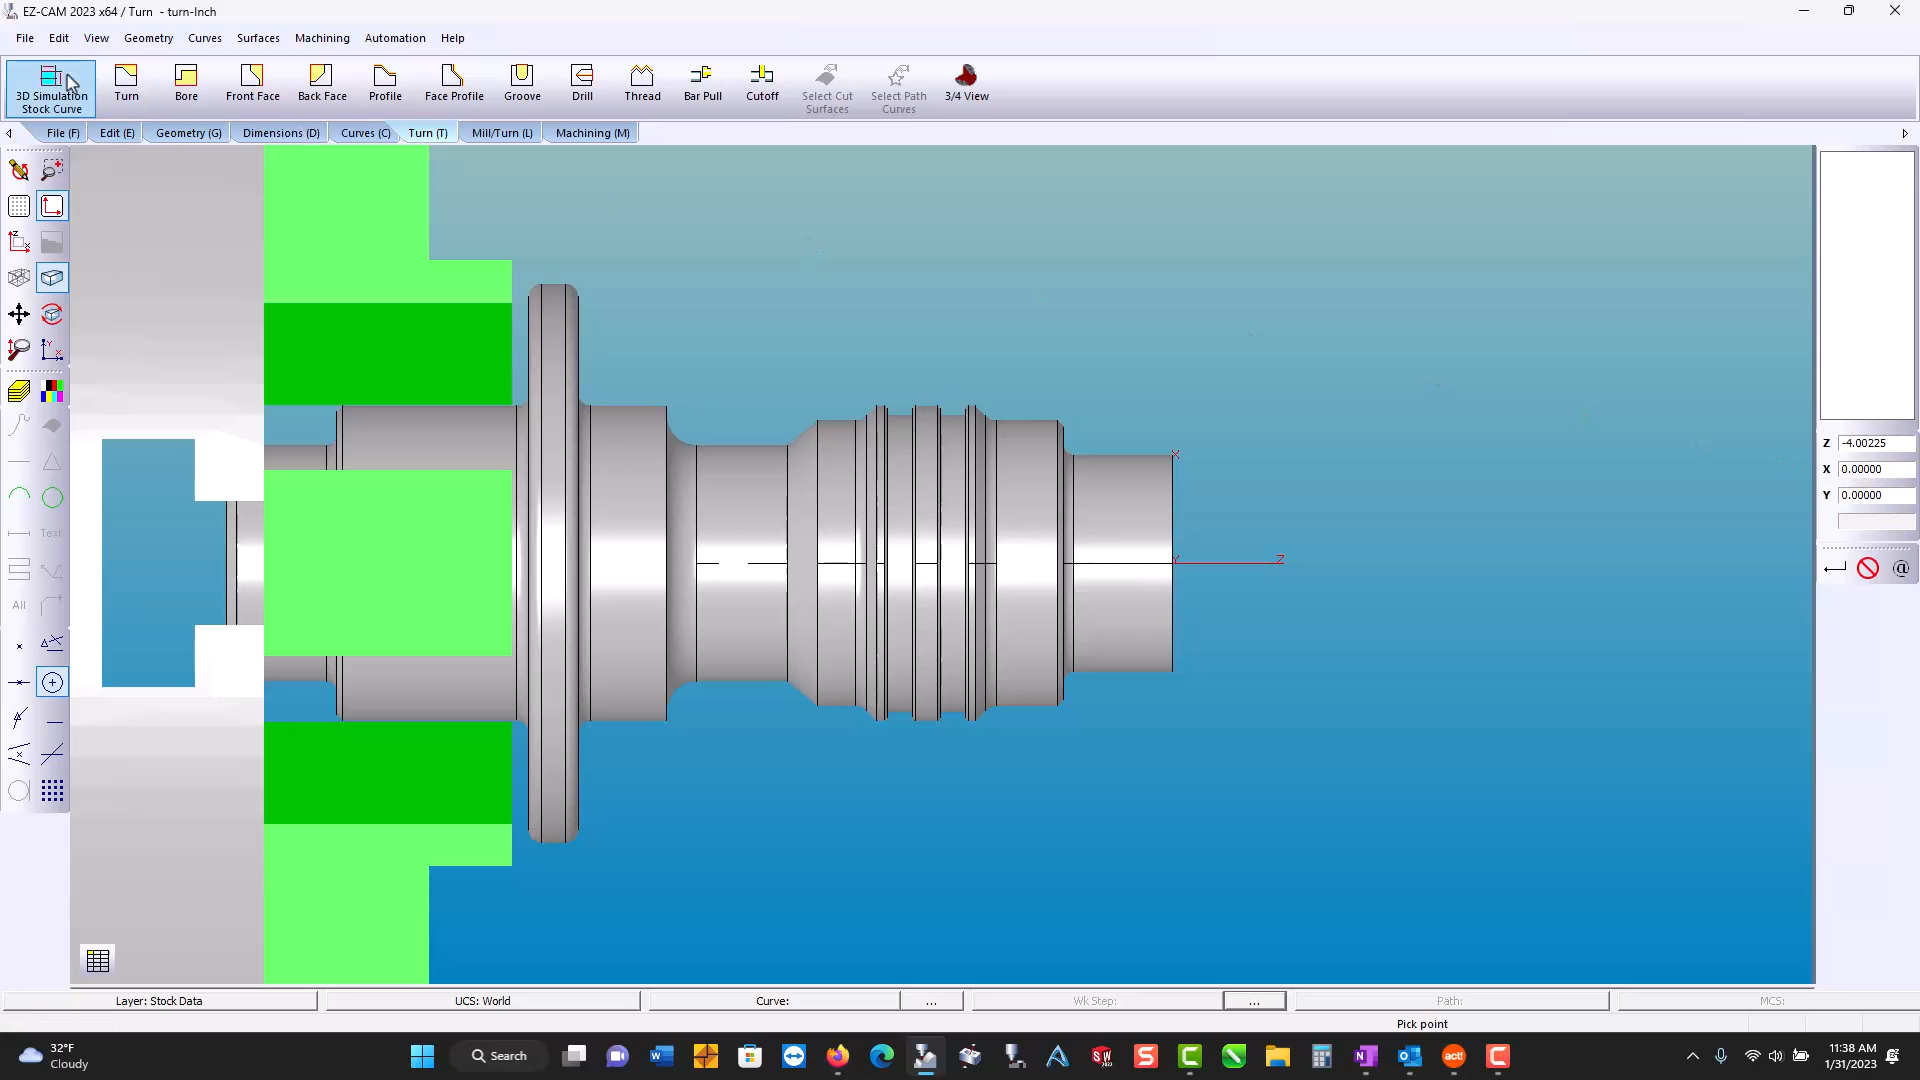 EZ-CAM 2023 x64 / Turn - turn-Inch
File Edit View Geometry Curves Surfaces Machining Automation Help
3D Simulation Stock Curve
Turn
Bore
Front Face
Back Face
Profile
Face Profile
Groove
Drill
Thread
Bar Pull
Cutoff
Select Cut Surfaces
Select Path Curves
3/4 View
File (F) Edit (E) Geometry (G) Dimensions (D) Curves (C) Turn (T) Mill/Turn (L) Machining (M)
Text
All
X
Y
Z
Z -4.00225
X 0.00000
Y 0.00000
@
Layer: Stock Data UCS: World Curve: ... Wk Step: ... Path: MCS:
Pick point
32°F
Cloudy
Search
11:38 AM
1/31/2023